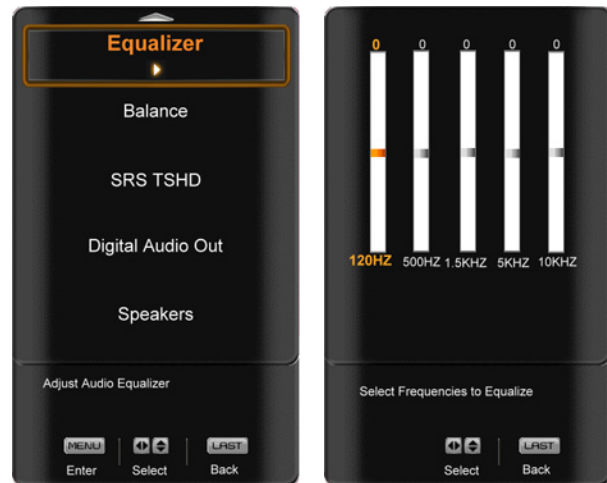 Equalizer
Balance
SRS TSHD
Digital Audio Out
Speakers
Adjust Audio Equalizer
MENU LAST
Enter Select Back
0 0 0 0 0
120HZ 500HZ 1.5KHZ 5KHZ 10KHZ
Select Frequencies to Equalize
LAST
Select Back